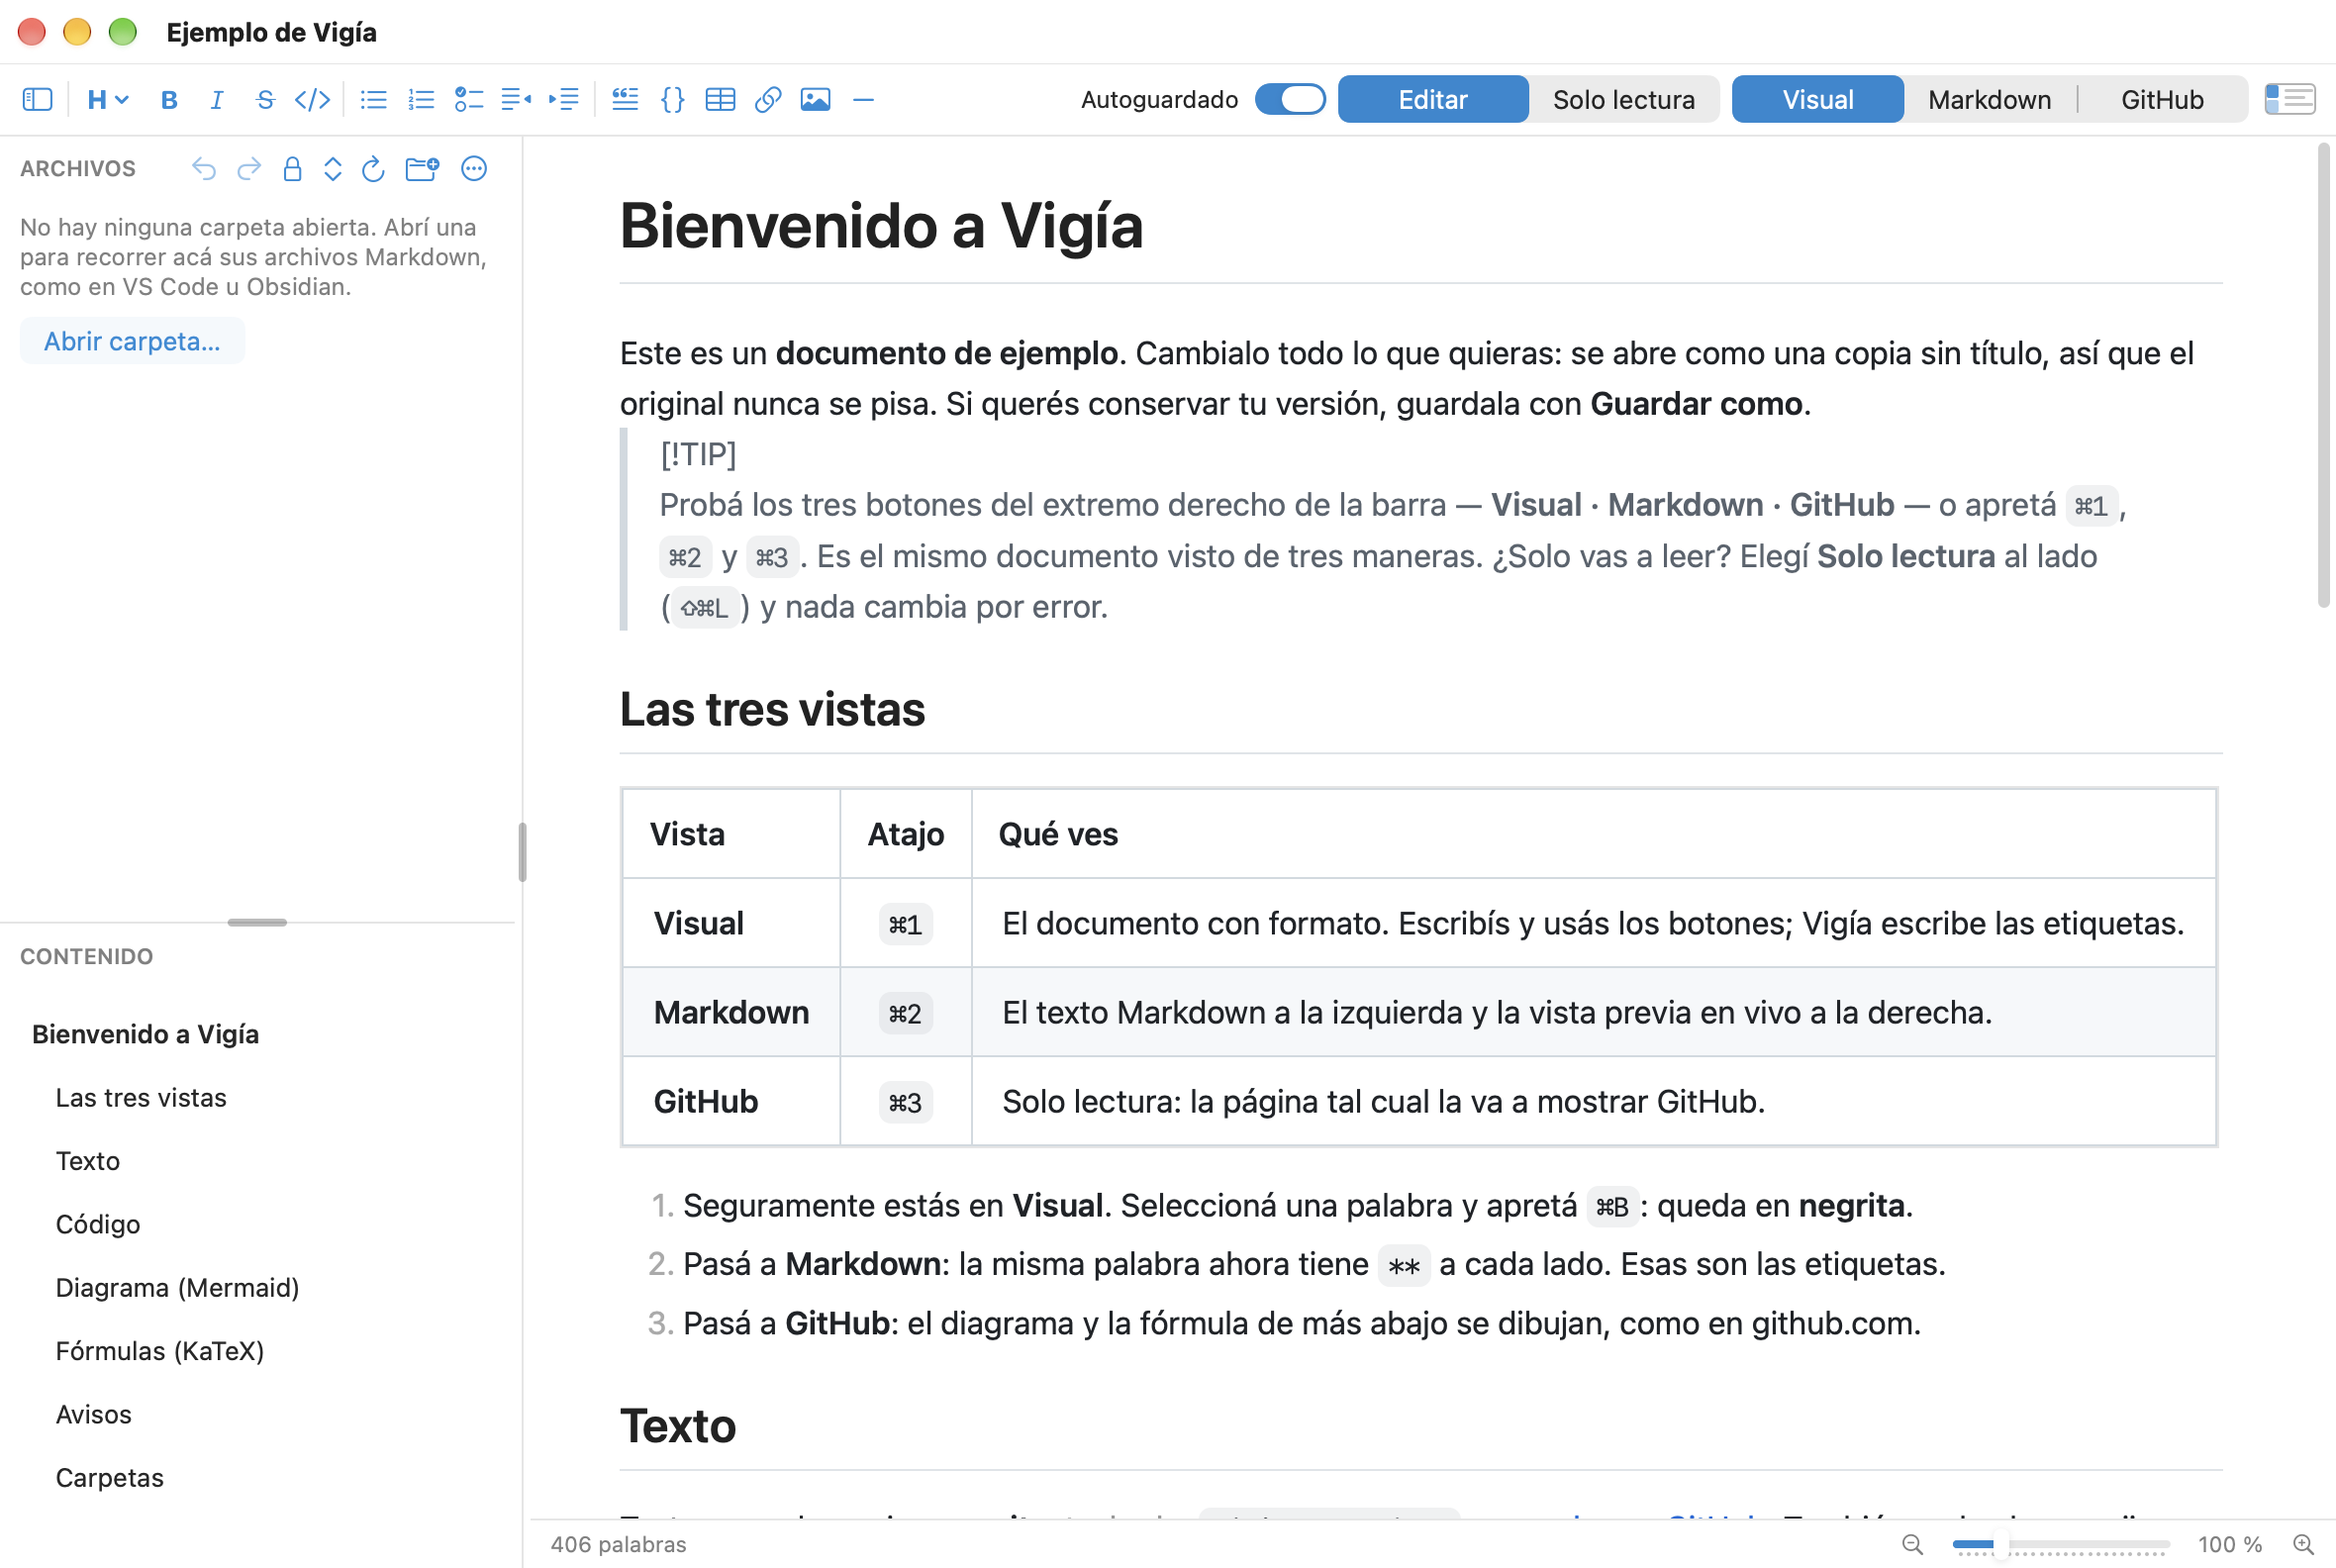 Ejemplo de Vigía
H B I S </> Autoguardado Editar Solo lectura Visual Markdown GitHub
ARCHIVOS
No hay ninguna carpeta abierta. Abrí una
para recorrer acá sus archivos Markdown,
como en VS Code u Obsidian.
Abrir carpeta...
CONTENIDO
Bienvenido a Vigía
Las tres vistas
Texto
Código
Diagrama (Mermaid)
Fórmulas (KaTeX)
Avisos
Carpetas
Bienvenido a Vigía
Este es un documento de ejemplo. Cambialo todo lo que quieras: se abre como una copia sin título, así que el
original nunca se pisa. Si querés conservar tu versión, guardala con Guardar como.
[!TIP]
Probá los tres botones del extremo derecho de la barra — Visual · Markdown · GitHub — o apretá ⌘1,
⌘2 y ⌘3. Es el mismo documento visto de tres maneras. ¿Solo vas a leer? Elegí Solo lectura al lado
(⇧⌘L) y nada cambia por error.
Las tres vistas
Vista Atajo Qué ves
Visual ⌘1 El documento con formato. Escribís y usás los botones; Vigía escribe las etiquetas.
Markdown ⌘2 El texto Markdown a la izquierda y la vista previa en vivo a la derecha.
GitHub ⌘3 Solo lectura: la página tal cual la va a mostrar GitHub.
1. Seguramente estás en Visual. Seleccioná una palabra y apretá ⌘B: queda en negrita.
2. Pasá a Markdown: la misma palabra ahora tiene ** a cada lado. Esas son las etiquetas.
3. Pasá a GitHub: el diagrama y la fórmula de más abajo se dibujan, como en github.com.
Texto
406 palabras
100 %